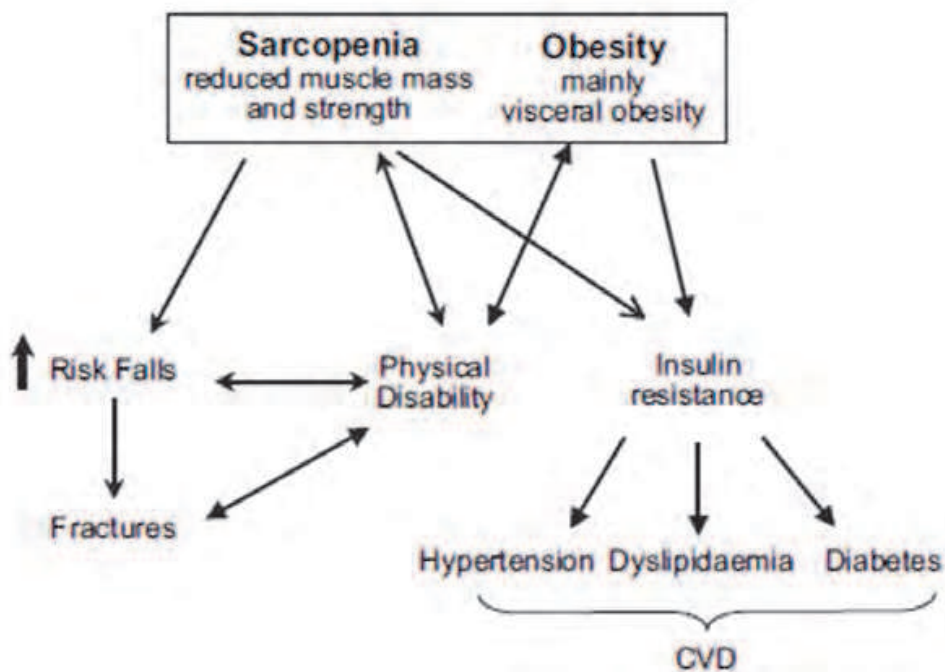 Sarcopenia
reduced muscle mass
and strength
Obesity
mainly
visceral obesity
Risk Falls
Physical
Disability
Insulin
resistance
Fractures
Hypertension
Dyslipidaemia
Diabetes
CVD